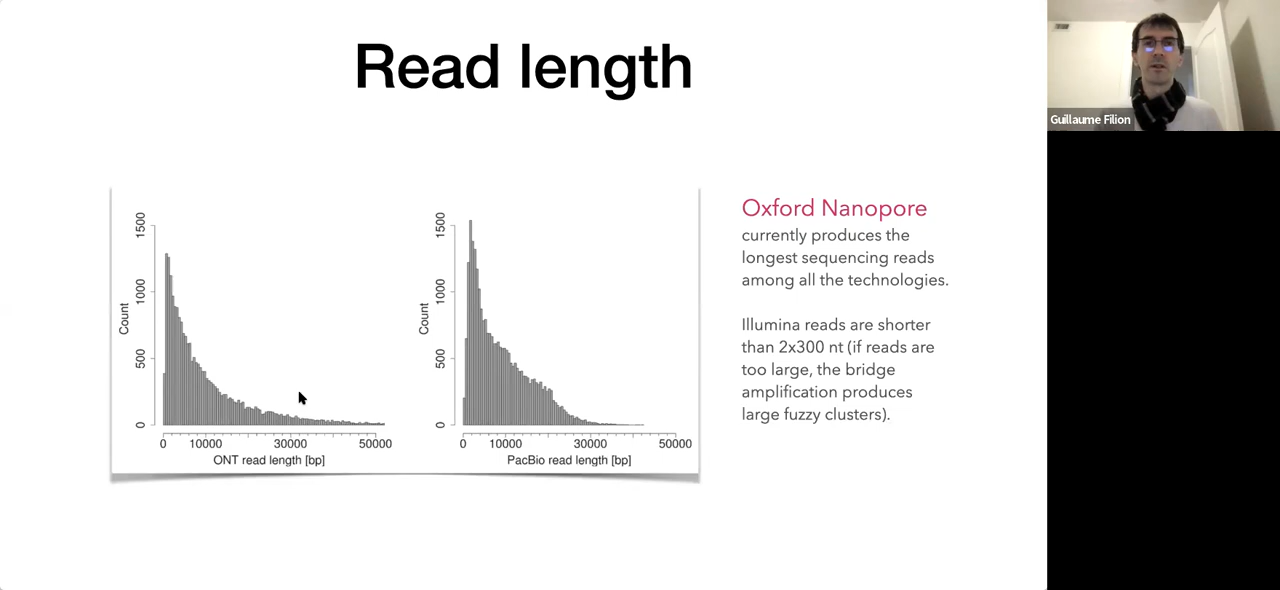 Read length
Guillaume Filion
Count
0
500
1000
1500
0
10000
30000
50000
ONT read length [bp]
Count
0
500
1000
1500
0
10000
30000
50000
PacBio read length [bp]
Oxford Nanopore
currently produces the
longest sequencing reads
among all the technologies.
Illumina reads are shorter
than 2x300 nt (if reads are
too large, the bridge
amplification produces
large fuzzy clusters).